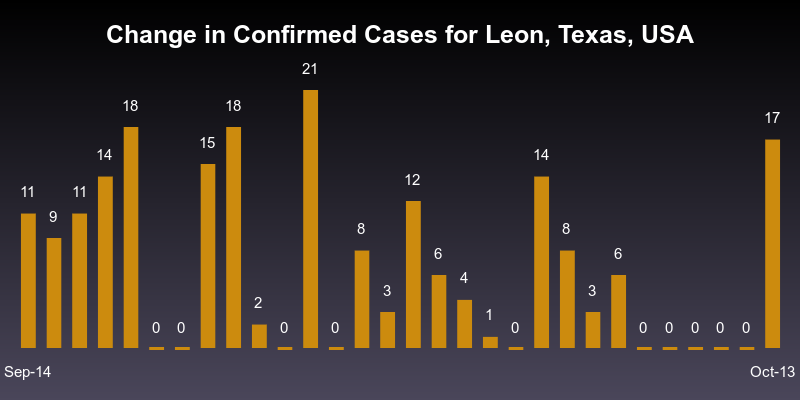 Change in Confirmed Cases for Leon, Texas, USA
11 9 11 14 18 0 0 15 18 2 0 21 0 8 3 12 6 4 1 0 14 8 3 6 0 0 0 0 0 17
Sep-14 Oct-13